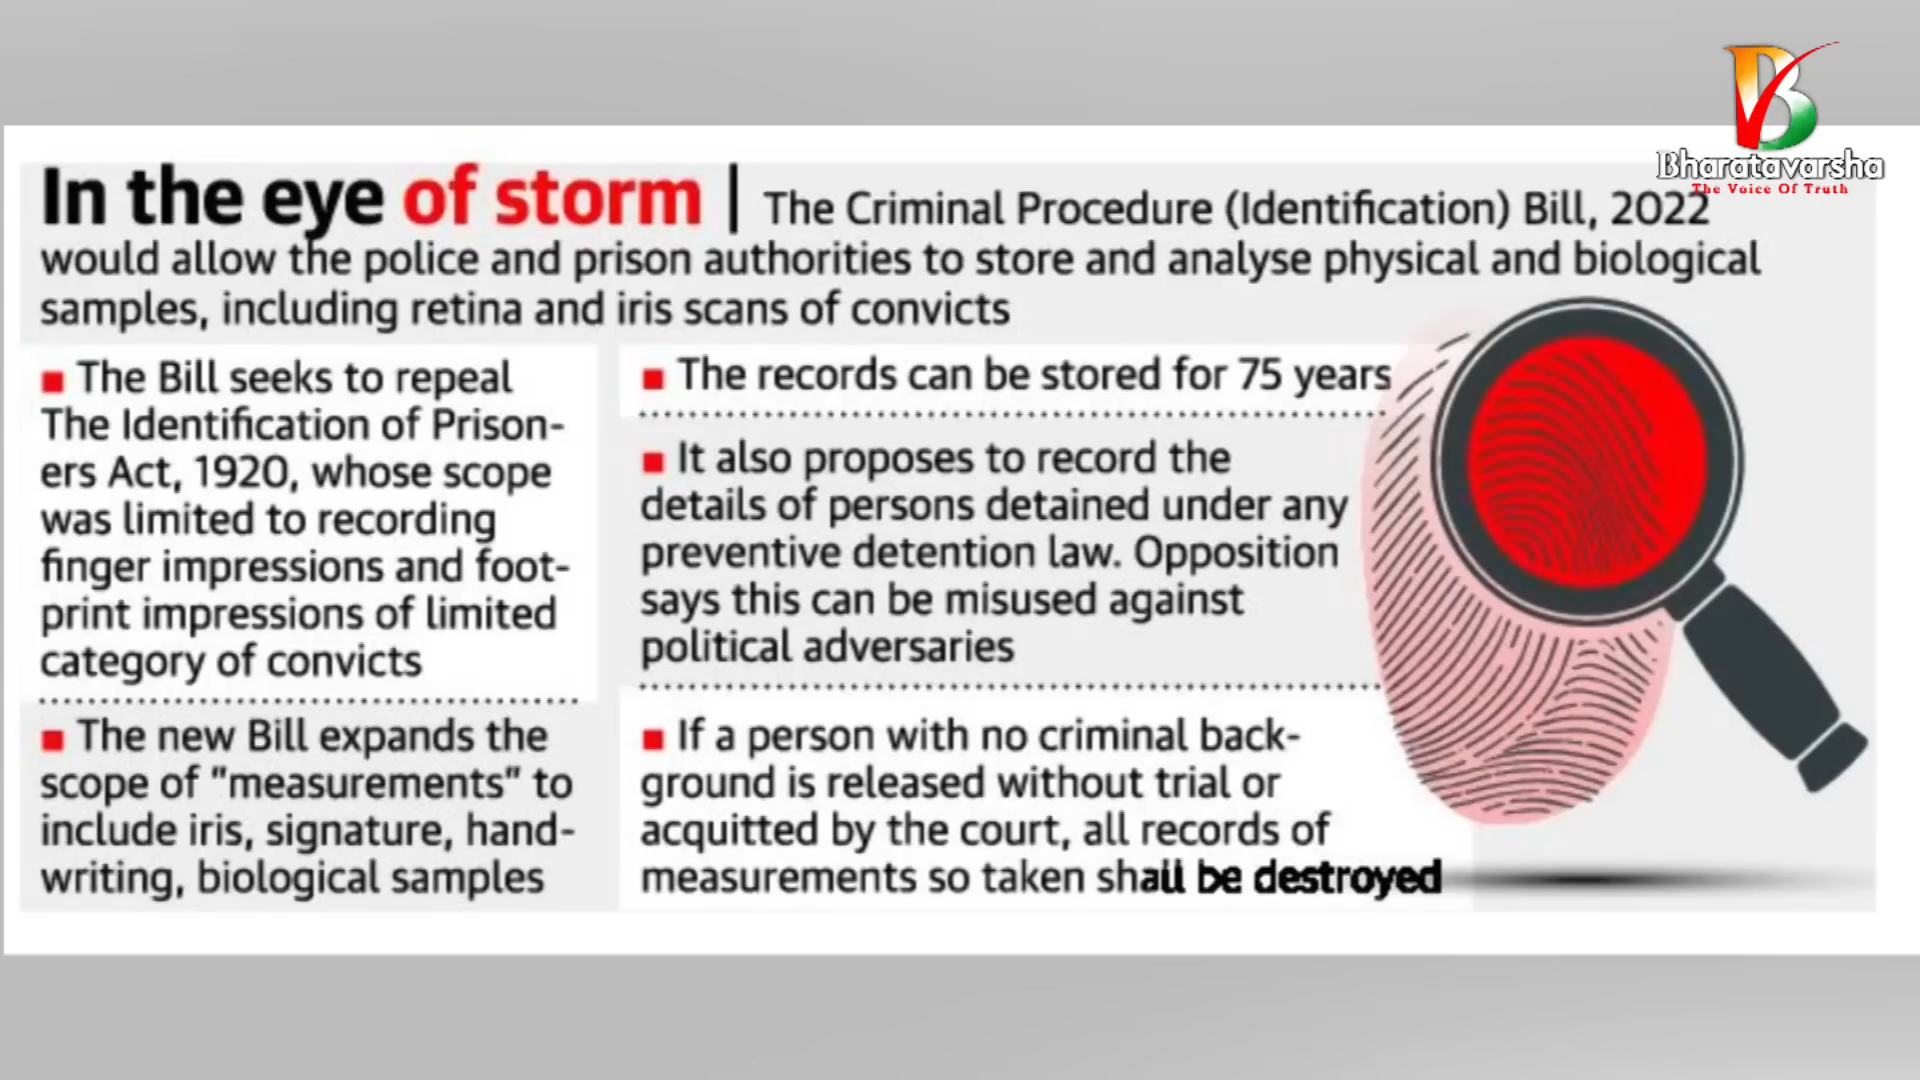 Bharatavarsha
The Voice Of Truth
In the eye of storm | The Criminal Procedure (Identification) Bill, 2022
would allow the police and prison authorities to store and analyse physical and biological
samples, including retina and iris scans of convicts
The Bill seeks to repeal
The Identification of Prison-
ers Act, 1920, whose scope
was limited to recording
finger impressions and foot-
print impressions of limited
category of convicts
The new Bill expands the
scope of "measurements" to
include iris, signature, hand-
writing, biological samples
The records can be stored for 75 years
It also proposes to record the
details of persons detained under any
preventive detention law. Opposition
says this can be misused against
political adversaries
If a person with no criminal back-
ground is released without trial or
acquitted by the court, all records of
measurements so taken shall be destroyed